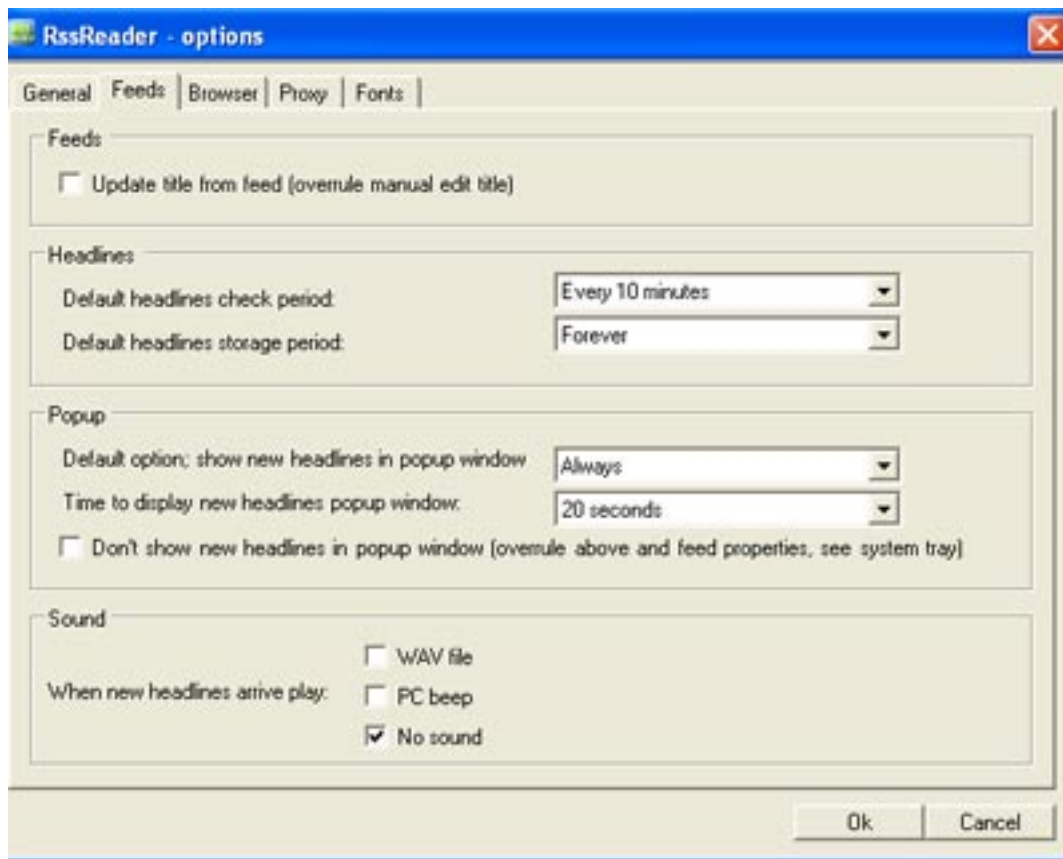 RssReader - options
General Feeds Browser Proxy Fonts
Feeds
Update title from feed (overrule manual edit title)
Headlines
Default headlines check period: Every 10 minutes
Default headlines storage period: Forever
Popup
Default option; show new headlines in popup window Always
Time to display new headlines popup window: 20 seconds
Don't show new headlines in popup window (overrule above and feed properties, see system tray)
Sound
WAV file
When new headlines arrive play: PC beep
No sound
Ok Cancel